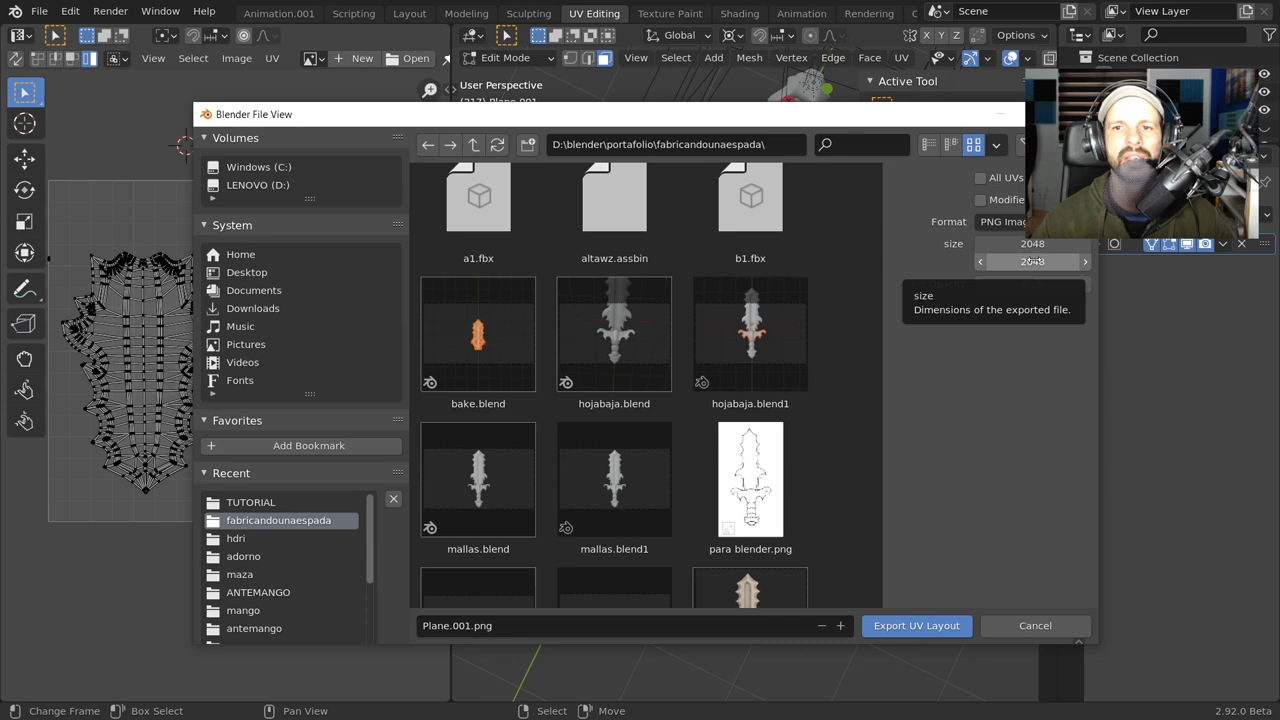 File Edit Render Window Help Animation.001 Scripting Layout Modeling Sculpting UV Editing Texture Paint Shading Animation Rendering Scene View Layer
Global Options
View Select Image UV New Open Edit Mode View Select Add Mesh Vertex Edge Face UV Scene Collection
User Perspective
Active Tool
Blender File View
Volumes
Windows (C:)
LENOVO (D:)
System
Home
Desktop
Documents
Downloads
Music
Pictures
Videos
Fonts
Favorites
Add Bookmark
Recent
TUTORIAL
fabricandounaespada
hdri
adorno
maza
ANTEMANGO
mango
antemango
D:\blender\portafolio\fabricandounaespada\
a1.fbx altawz.assbin b1.fbx
bake.blend hojabaja.blend hojabaja.blend1
mallas.blend mallas.blend1 para blender.png
All UVs
Modifie
Format PNG Imag
size 2048
2048
size
Dimensions of the exported file.
Plane.001.png
Export UV Layout Cancel
Change Frame Box Select Pan View Select Move 2.92.0 Beta